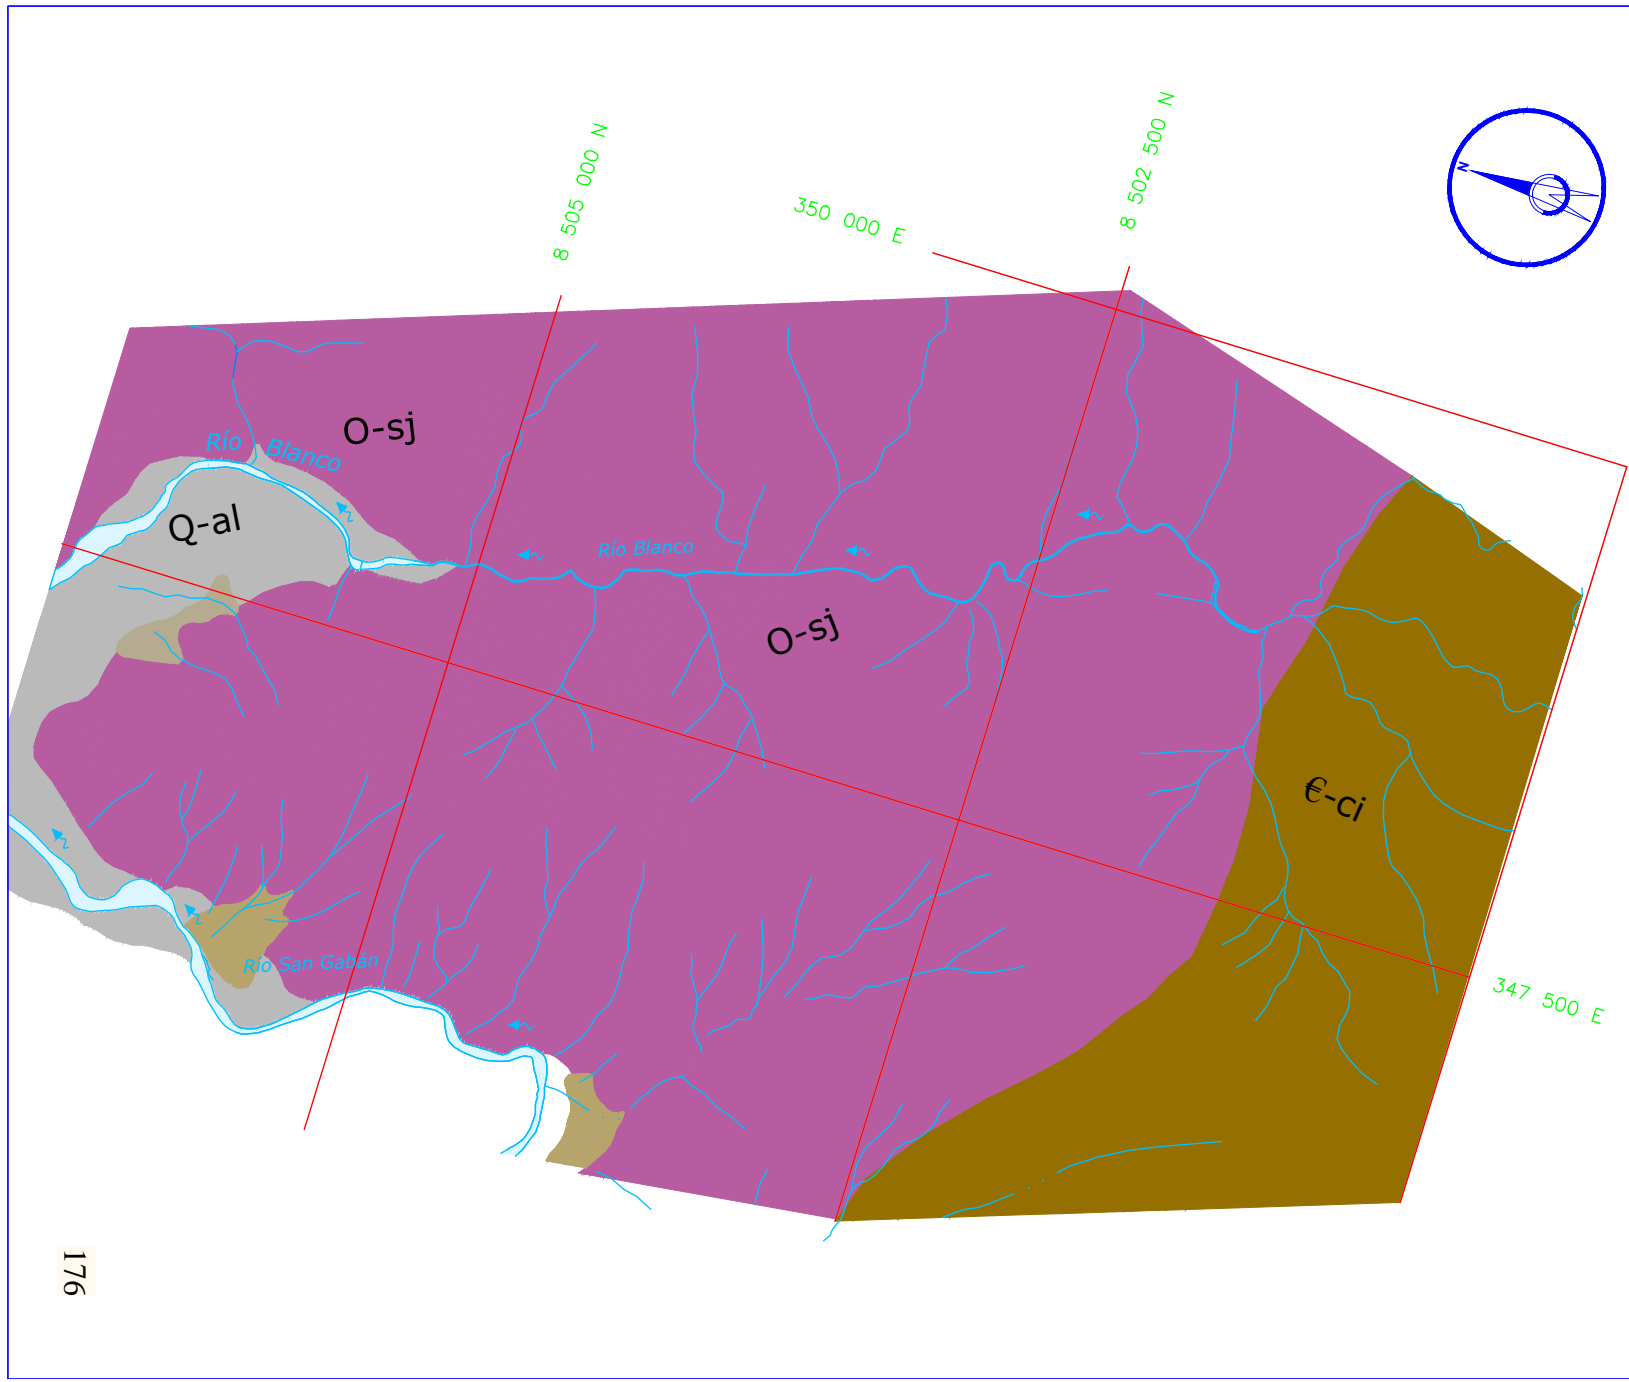 8 505 000 N
350 000 E
8 502 500 N
N
O-sj
Río Blanco
Q-al
Río Blanco
O-sj
€-ci
Río San Gabán
347 500 E
176